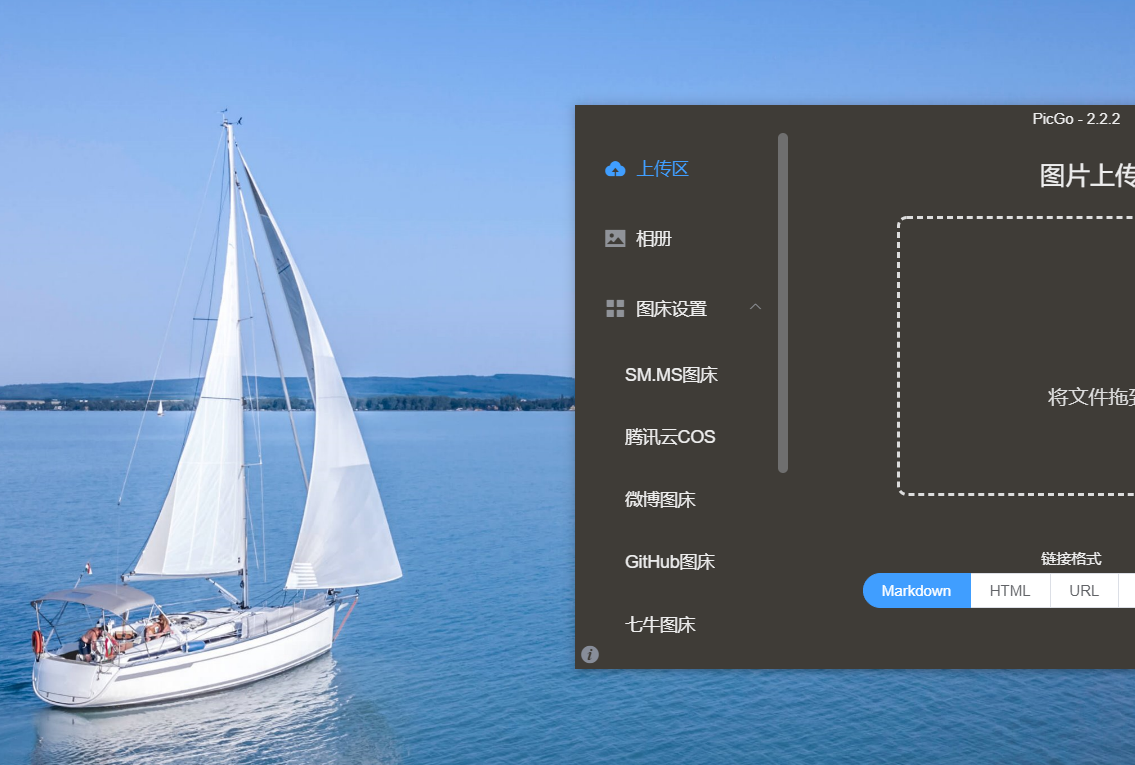 PicGo - 2.2.2
上传区
相册
图床设置
SM.MS图床
腾讯云COS
微博图床
GitHub图床
七牛图床
图片上传
将文件拖
链接格式
Markdown
HTML
URL